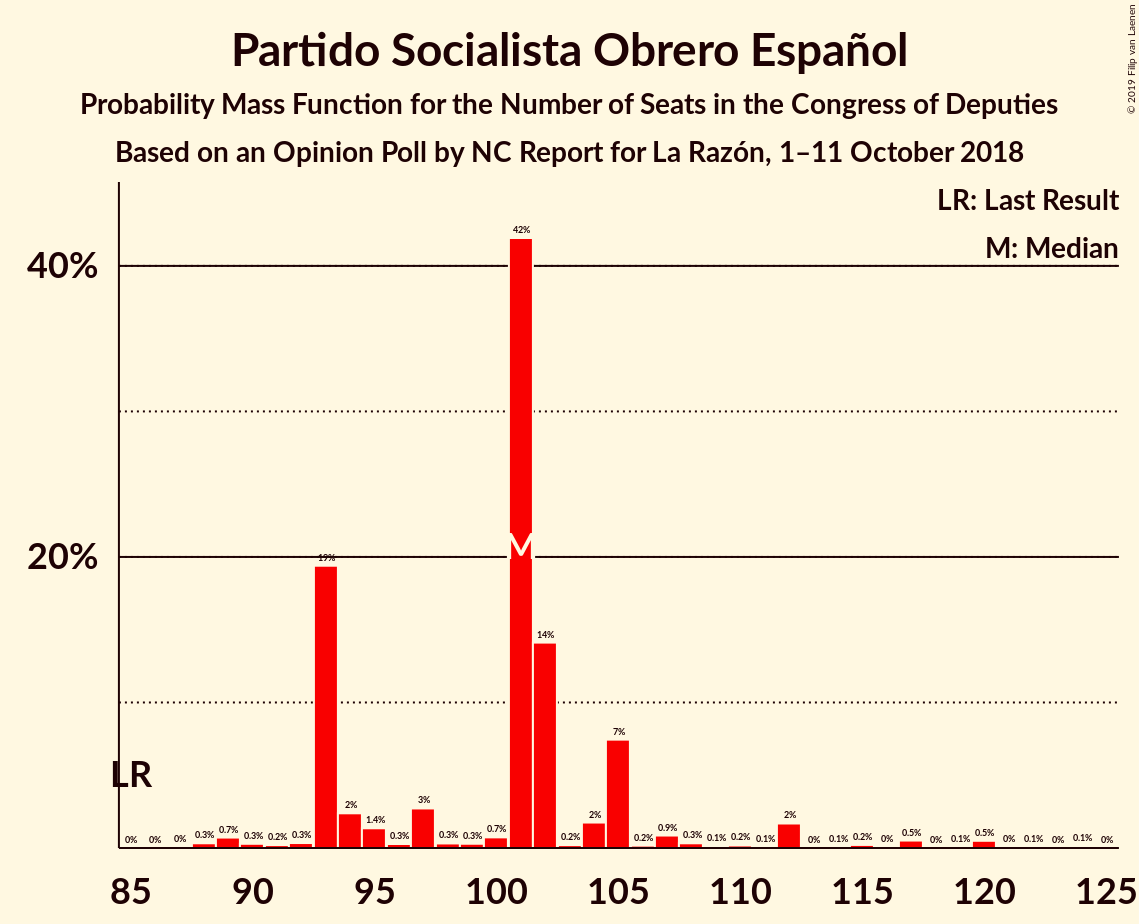 Partido Socialista Obrero Español
Probability Mass Function for the Number of Seats in the Congress of Deputies
Based on an Opinion Poll by NC Report for La Razón, 1–11 October 2018
© 2019 Filip van Laenen
LR: Last Result
M: Median
40%
20%
LR
M
0% 0% 0% 0.3% 0.7% 0.3% 0.2% 0.3% 19% 2% 1.4% 0.3% 3% 0.3% 0.3% 0.7% 42% 14% 0.2% 2% 7% 0.2% 0.9% 0.3% 0.1% 0.2% 0.1% 2% 0% 0.1% 0.2% 0% 0.5% 0% 0.1% 0.5% 0% 0.1% 0% 0.1% 0%
85 90 95 100 105 110 115 120 125